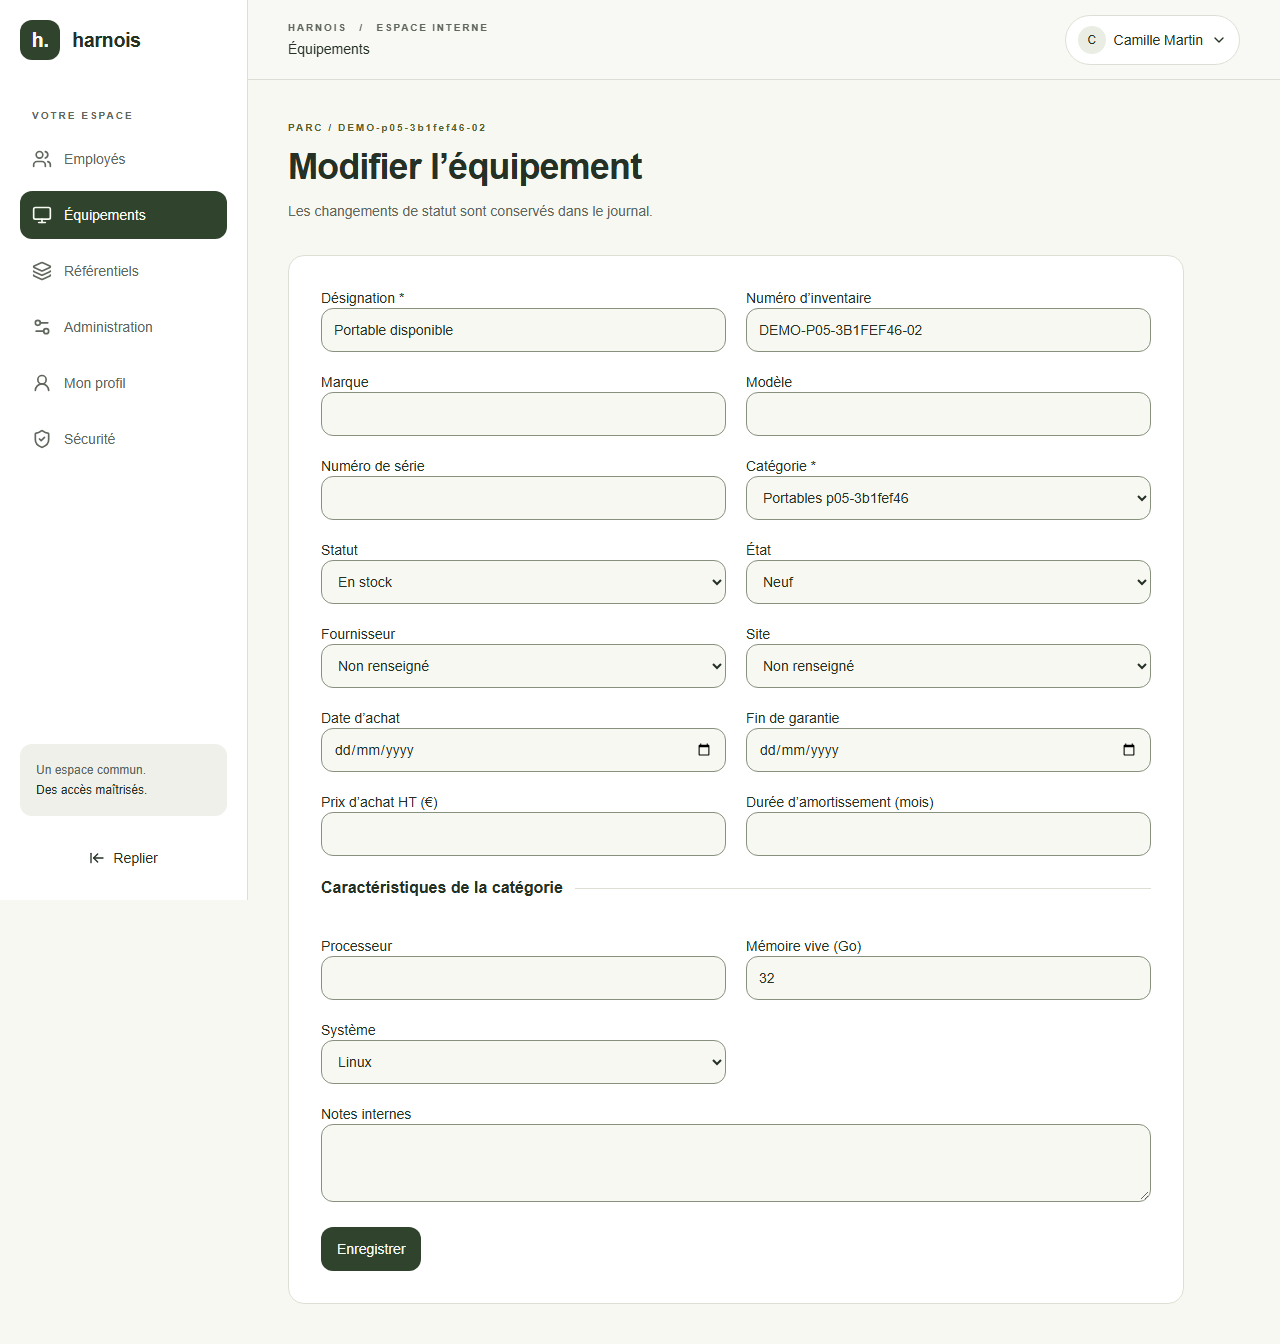 h. harnois
HARNOIS / ESPACE INTERNE
Équipements
C Camille Martin
VOTRE ESPACE
Employés
Équipements
Référentiels
Administration
Mon profil
Sécurité
Un espace commun.
Des accès maîtrisés.
Replier
PARC / DEMO-p05-3b1fef46-02
Modifier l’équipement
Les changements de statut sont conservés dans le journal.
Désignation *
Numéro d’inventaire
Portable disponible
DEMO-P05-3B1FEF46-02
Marque
Modèle
Numéro de série
Catégorie *
Portables p05-3b1fef46
Statut
État
En stock
Neuf
Fournisseur
Site
Non renseigné
Non renseigné
Date d’achat
Fin de garantie
dd/mm/yyyy
dd/mm/yyyy
Prix d’achat HT (€)
Durée d’amortissement (mois)
Caractéristiques de la catégorie
Processeur
Mémoire vive (Go)
32
Système
Linux
Notes internes
Enregistrer